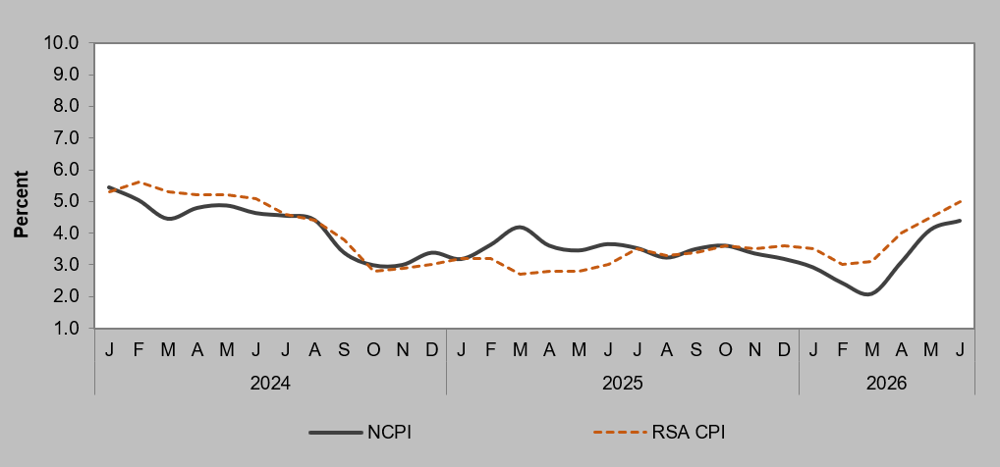 10.0
9.0
8.0
7.0
6.0
5.0
4.0
3.0
2.0
1.0
Percent
J F M A M J J A S O N D J F M A M J J A S O N D J F M A M J
2024 2025 2026
NCPI RSA CPI